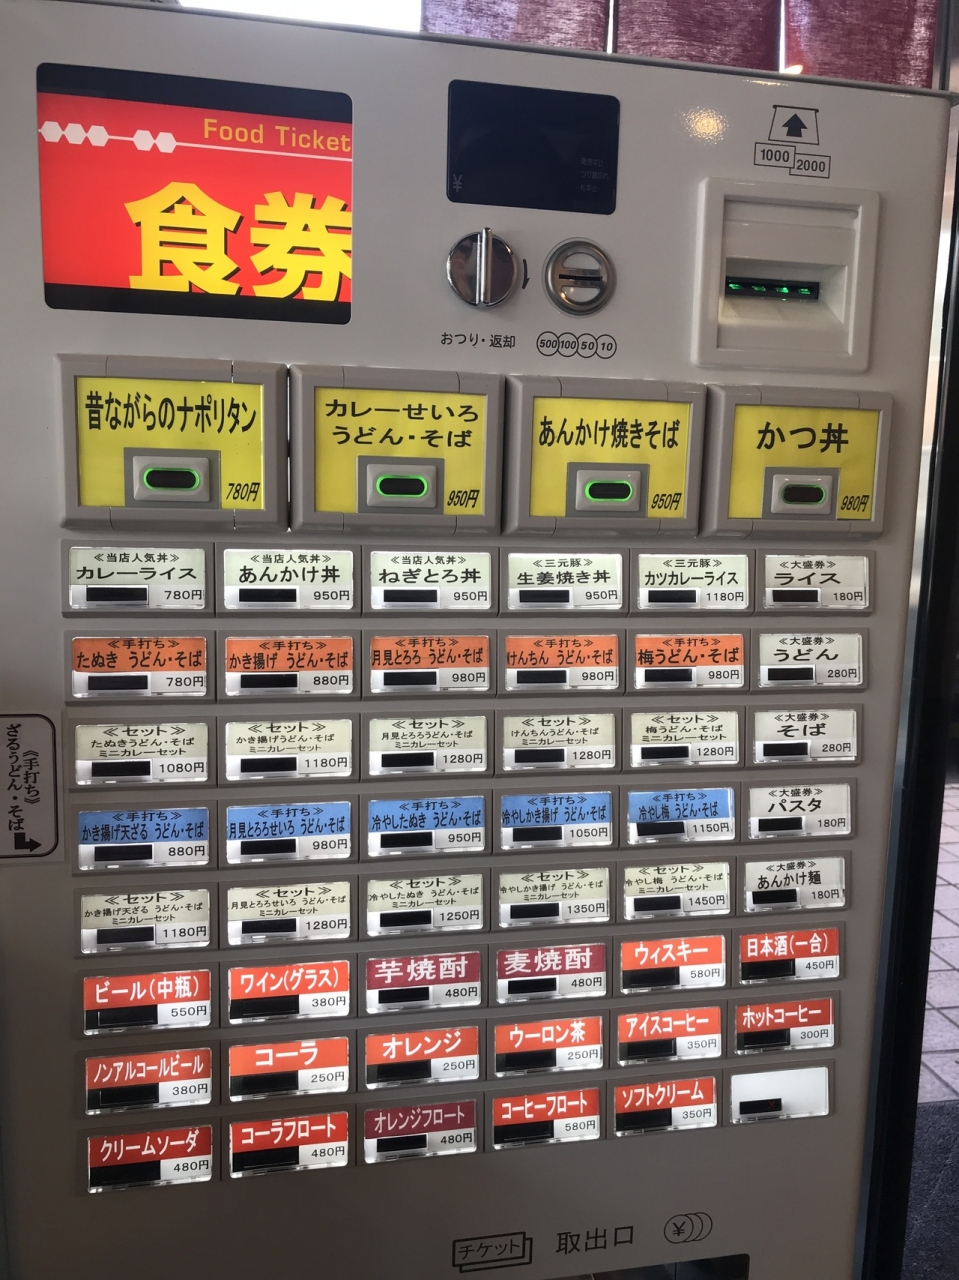 Food Ticket
食券
¥
1000
2000
おつり・返却
500 100 50 10
昔ながらのナポリタン
780円
カレーせいろ
うどん・そば
950円
あんかけ焼きそば
950円
かつ丼
980円
≪当店人気丼≫
カレーライス
780円
≪当店人気丼≫
あんかけ丼
950円
≪当店人気丼≫
ねぎとろ丼
950円
≪三元豚≫
生姜焼き丼
950円
≪三元豚≫
カツカレーライス
1180円
≪大盛券≫
ライス
180円
≪手打ち≫
たぬき うどん・そば
780円
≪手打ち≫
かき揚げ うどん・そば
880円
≪手打ち≫
月見とろろ うどん・そば
980円
≪手打ち≫
けんちん うどん・そば
980円
≪手打ち≫
梅うどん・そば
980円
≪大盛券≫
うどん
280円
≪セット≫
たぬきうどん・そば
ミニカレーセット
1080円
≪セット≫
かき揚げうどん・そば
ミニカレーセット
1180円
≪セット≫
月見とろろうどん・そば
ミニカレーセット
1280円
≪セット≫
けんちんうどん・そば
ミニカレーセット
1280円
≪セット≫
梅うどん・そば
ミニカレーセット
1280円
≪大盛券≫
そば
280円
≪手打ち≫
ざるうどん・そば
≪手打ち≫
かき揚げ天ざる うどん・そば
880円
≪手打ち≫
月見とろろせいろ うどん・そば
980円
≪手打ち≫
冷やしたぬき うどん・そば
950円
≪手打ち≫
冷やしかき揚げ うどん・そば
1050円
≪手打ち≫
冷やし梅 うどん・そば
1150円
≪大盛券≫
パスタ
180円
≪セット≫
かき揚げ天ざる うどん・そば
ミニカレーセット
1180円
≪セット≫
月見とろろせいろ うどん・そば
ミニカレーセット
1280円
≪セット≫
冷やしたぬき うどん・そば
ミニカレーセット
1250円
≪セット≫
冷やしかき揚げ うどん・そば
ミニカレーセット
1350円
≪セット≫
冷やし梅 うどん・そば
ミニカレーセット
1450円
≪大盛券≫
あんかけ麺
180円
ビール(中瓶)
550円
ワイン(グラス)
380円
芋焼酎
480円
麦焼酎
480円
ウィスキー
580円
日本酒(一合)
450円
ノンアルコールビール
380円
コーラ
250円
オレンジ
250円
ウーロン茶
250円
アイスコーヒー
350円
ホットコーヒー
300円
クリームソーダ
480円
コーラフロート
480円
オレンジフロート
480円
コーヒーフロート
580円
ソフトクリーム
350円
チケット
取出口
¥